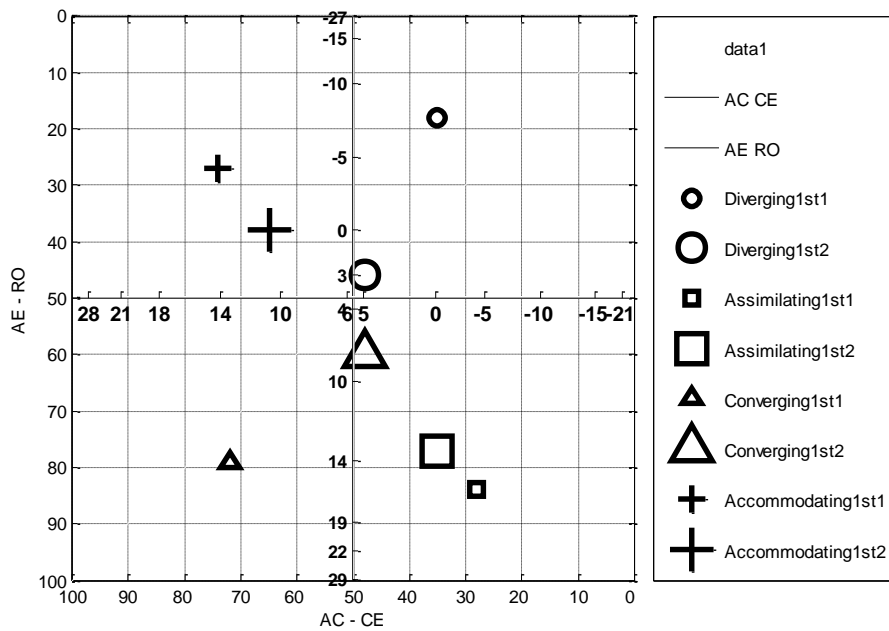 0
10
20
30
40
50
60
70
80
90
100
100 90 80 70 60 50 40 30 20 10 0
AE - RO
AC - CE
-27
-15
-10
-5
0
3
4
10
14
19
22
29
28 21 18 14 10 6 5 0 -5 -10 -15 -21
data1
AC CE
AE RO
Diverging1st1
Diverging1st2
Assimilating1st1
Assimilating1st2
Converging1st1
Converging1st2
Accommodating1st1
Accommodating1st2